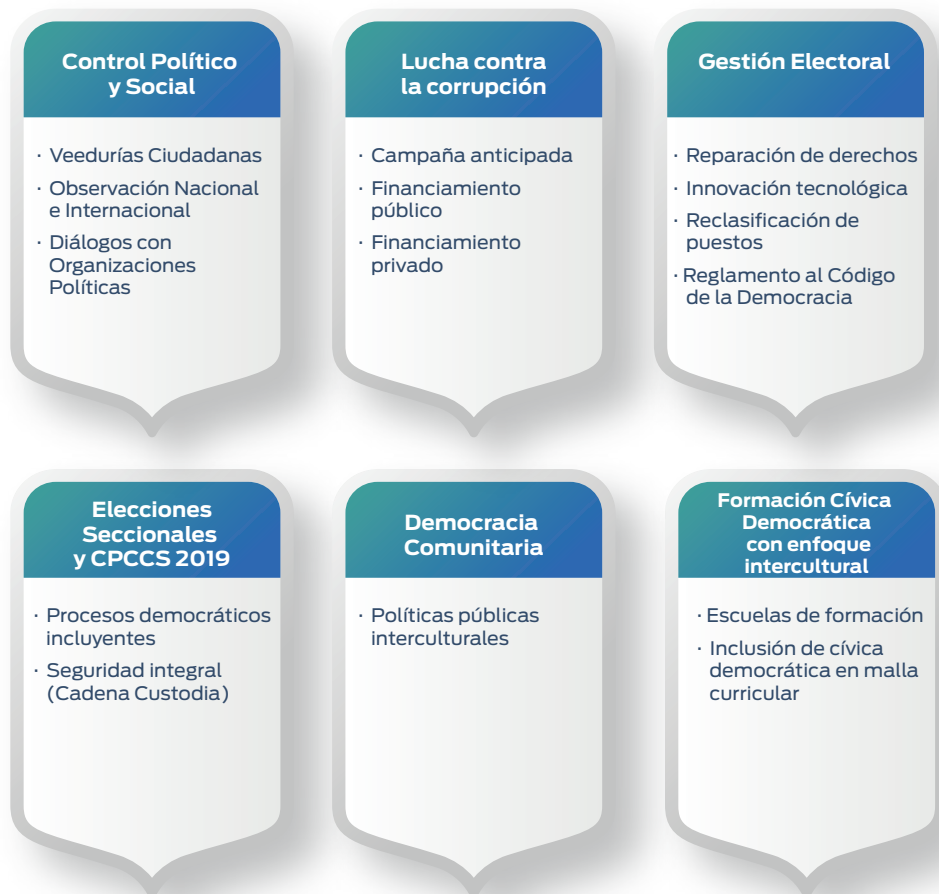 Control Político
y Social
· Veedurías Ciudadanas
· Observación Nacional
e Internacional
· Diálogos con
Organizaciones
Políticas
Lucha contra
la corrupción
· Campaña anticipada
· Financiamiento
público
· Financiamiento
privado
Gestión Electoral
· Reparación de derechos
· Innovación tecnológica
· Reclasificación de
puestos
· Reglamento al Código
de la Democracia
Elecciones
Seccionales
y CPCCS 2019
· Procesos democráticos
incluyentes
· Seguridad integral
(Cadena Custodia)
Democracia
Comunitaria
· Políticas públicas
interculturales
Formación Cívica
Democrática
con enfoque
intercultural
· Escuelas de formación
· Inclusión de cívica
democrática en malla
curricular